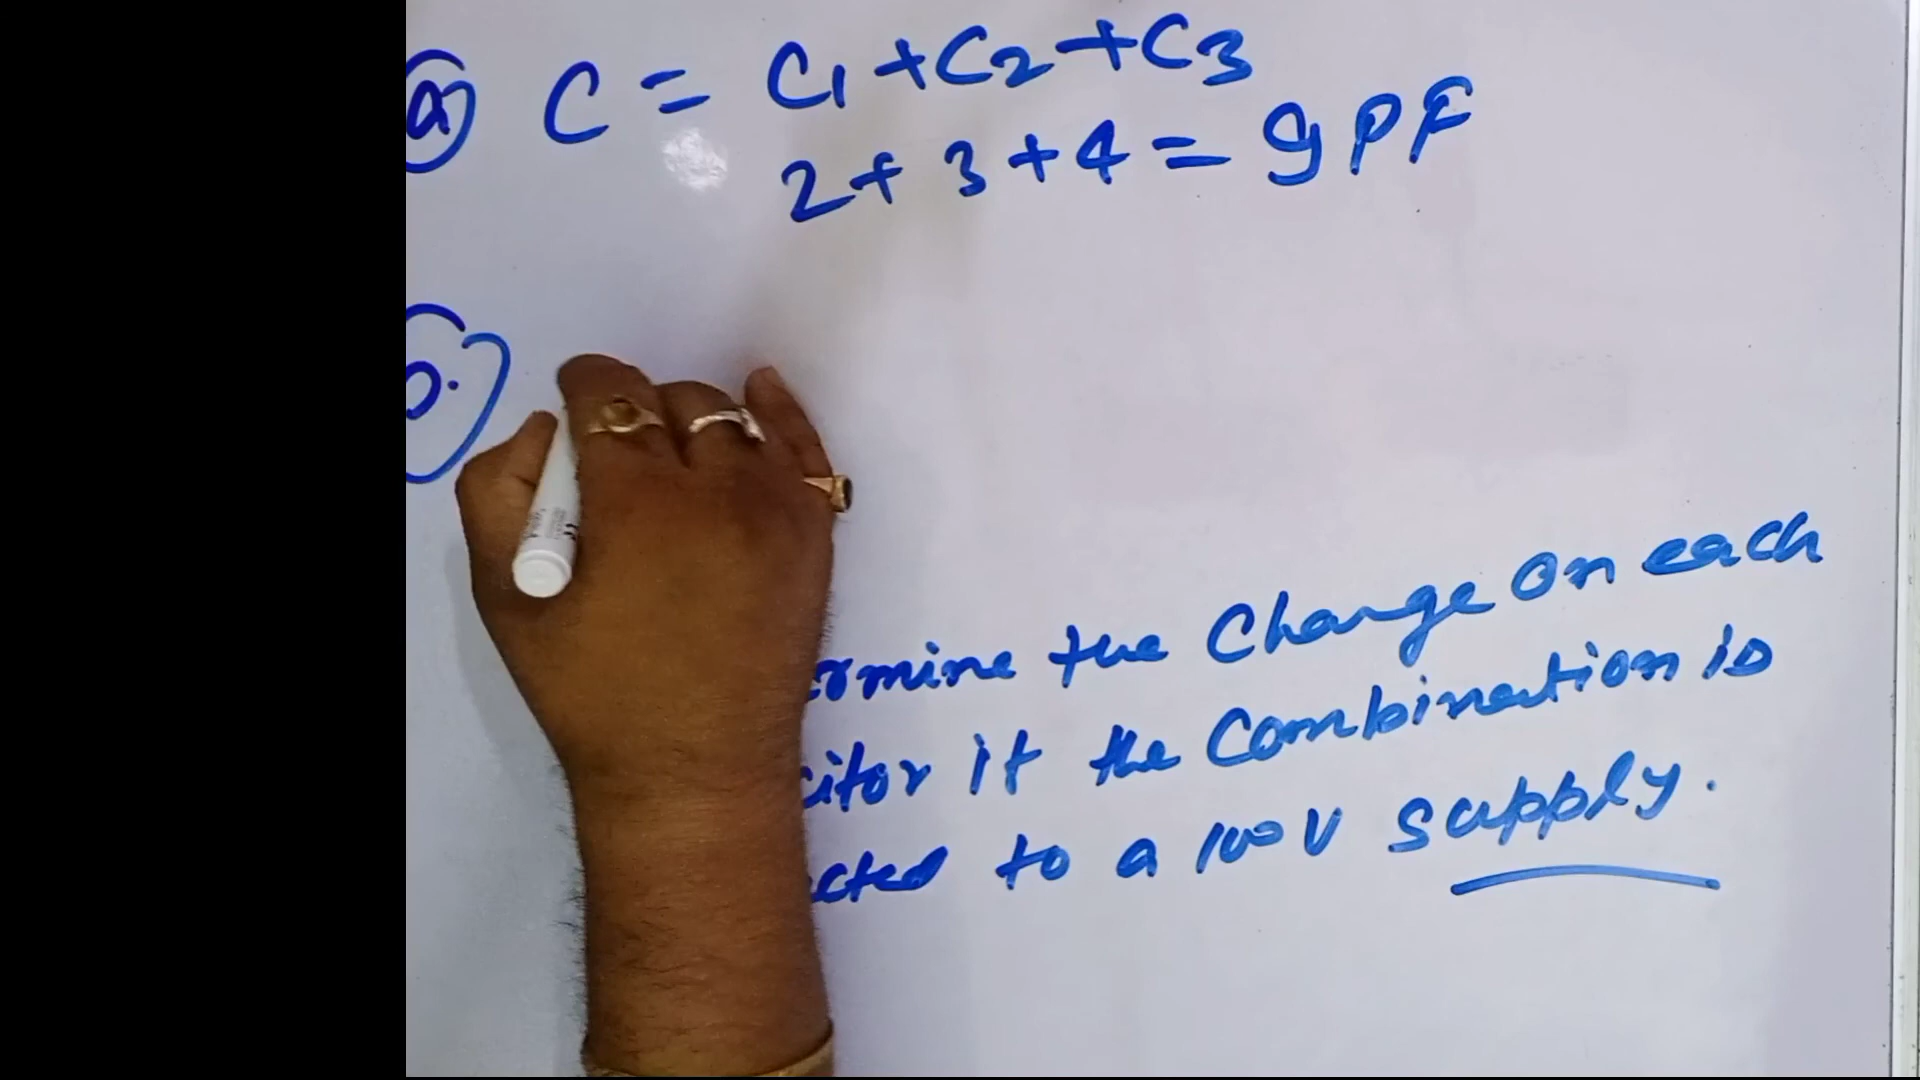 a) C = C1 + C2 + C3
2 + 3 + 4 = 9 PF
b.)
ermine the Charge on each
citor if the Combination is
cted to a 100 V supply.